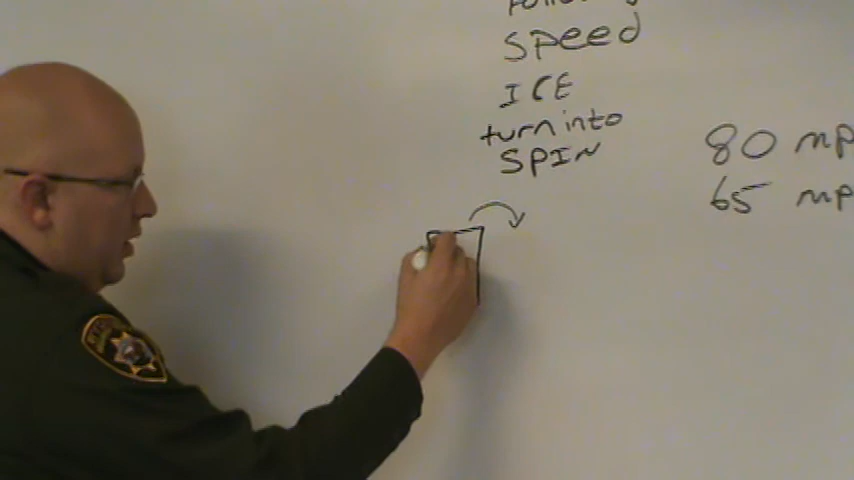 SPEED
ICE
turn into
SPIN
80 mp
65 mp